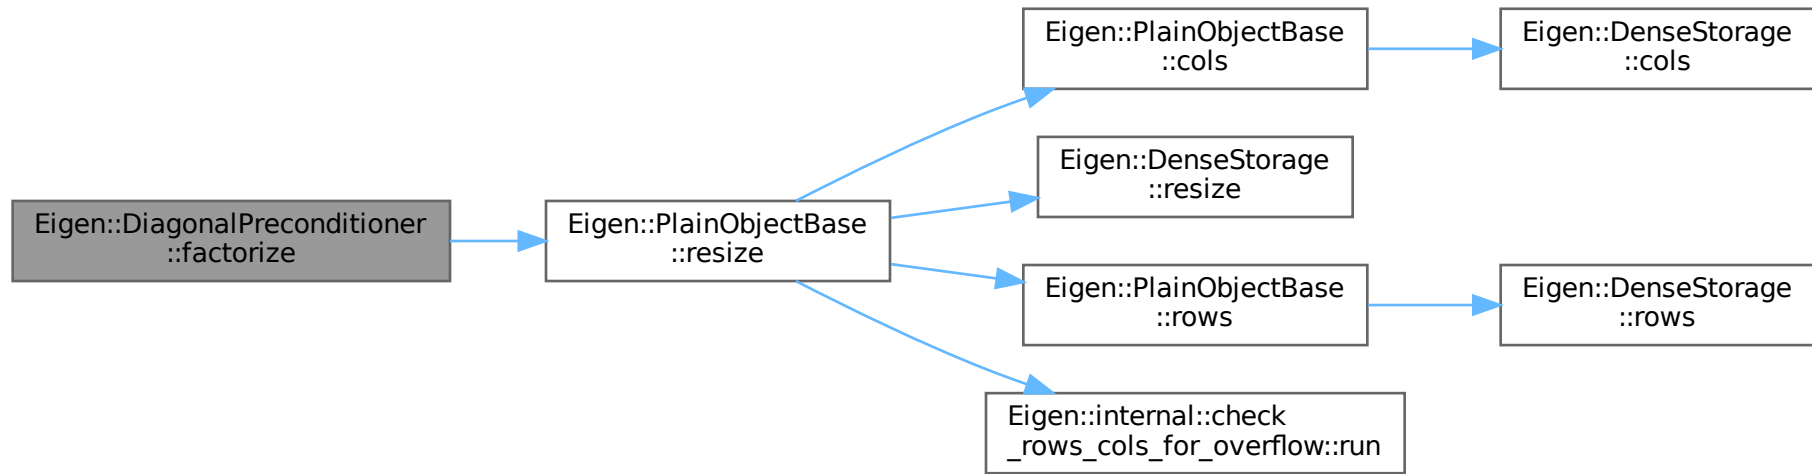 Eigen::DiagonalPreconditioner
::factorize
Eigen::PlainObjectBase
::resize
Eigen::PlainObjectBase
::cols
Eigen::DenseStorage
::cols
Eigen::DenseStorage
::resize
Eigen::PlainObjectBase
::rows
Eigen::DenseStorage
::rows
Eigen::internal::check
_rows_cols_for_overflow::run